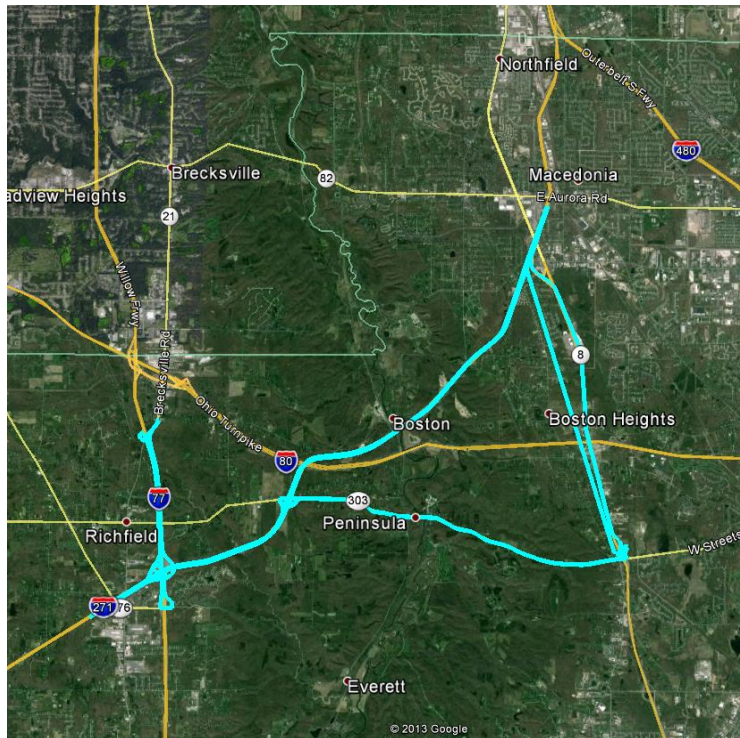 Northfield
Outerbelt S Fwy
480
Brecksville
82
Macedonia
adview Heights
E Aurora Rd
21
Willow Frwy
8
Brecksville Rd
Ohio Turnpike
Boston
Boston Heights
80
77
303
Richfield
Peninsula
W Streets
271
76
Everett
© 2013 Google